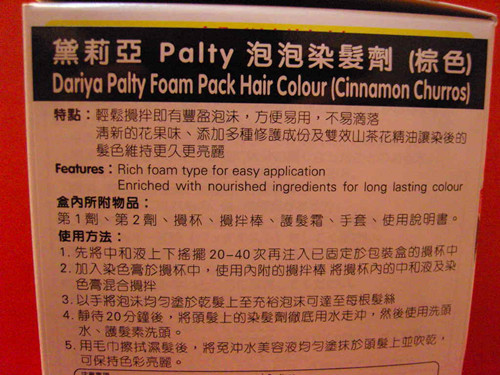 黛莉亞 Palty 泡泡染髮劑 (棕色)
Dariya Palty Foam Pack Hair Colour (Cinnamon Churros)
特點：輕鬆攪拌即有豐盈泡沫，方便易用，不易滴落
清新的花果味、添加多種修護成份及雙效山茶花精油讓染後的
髮色維持更久更亮麗
Features : Rich foam type for easy application
Enriched with nourished ingredients for long lasting colour
盒內所附物品：
第1劑、第2劑、攪杯、攪拌棒、護髮霜、手套、使用說明書。
使用方法：
1. 先將中和液上下搖擺20-40次再注入已固定於包裝盒的攪杯中
2. 加入染色膏於攪杯中，使用內附的攪拌棒 將攪杯內的中和液及染
色膏混合攪拌
3. 以手將泡沫均勻塗於乾髮上至充裕泡沫可達至每根髮絲
4. 靜待20分鐘後，將頭髮上的染髮劑徹底用水走沖，然後使用洗頭
水、護髮素洗頭。
5. 用毛巾擦拭濕髮後，將免沖水美容液均勻塗抹於頭髮上並吹乾，
可保持色彩亮麗。